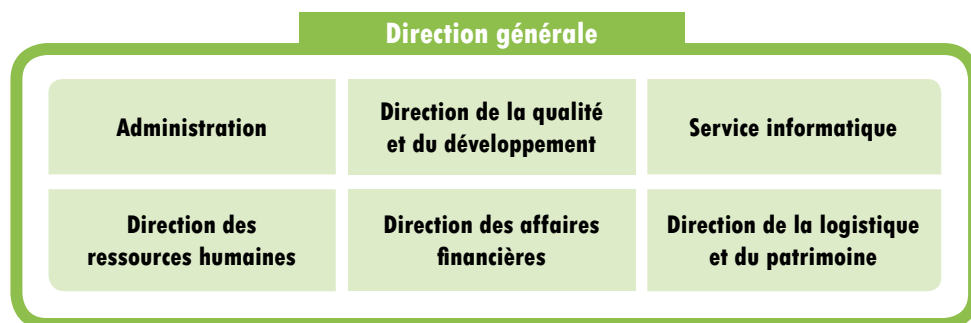 Direction générale
Administration
Direction de la qualité
et du développement
Service informatique
Direction des
ressources humaines
Direction des affaires
financières
Direction de la logistique
et du patrimoine